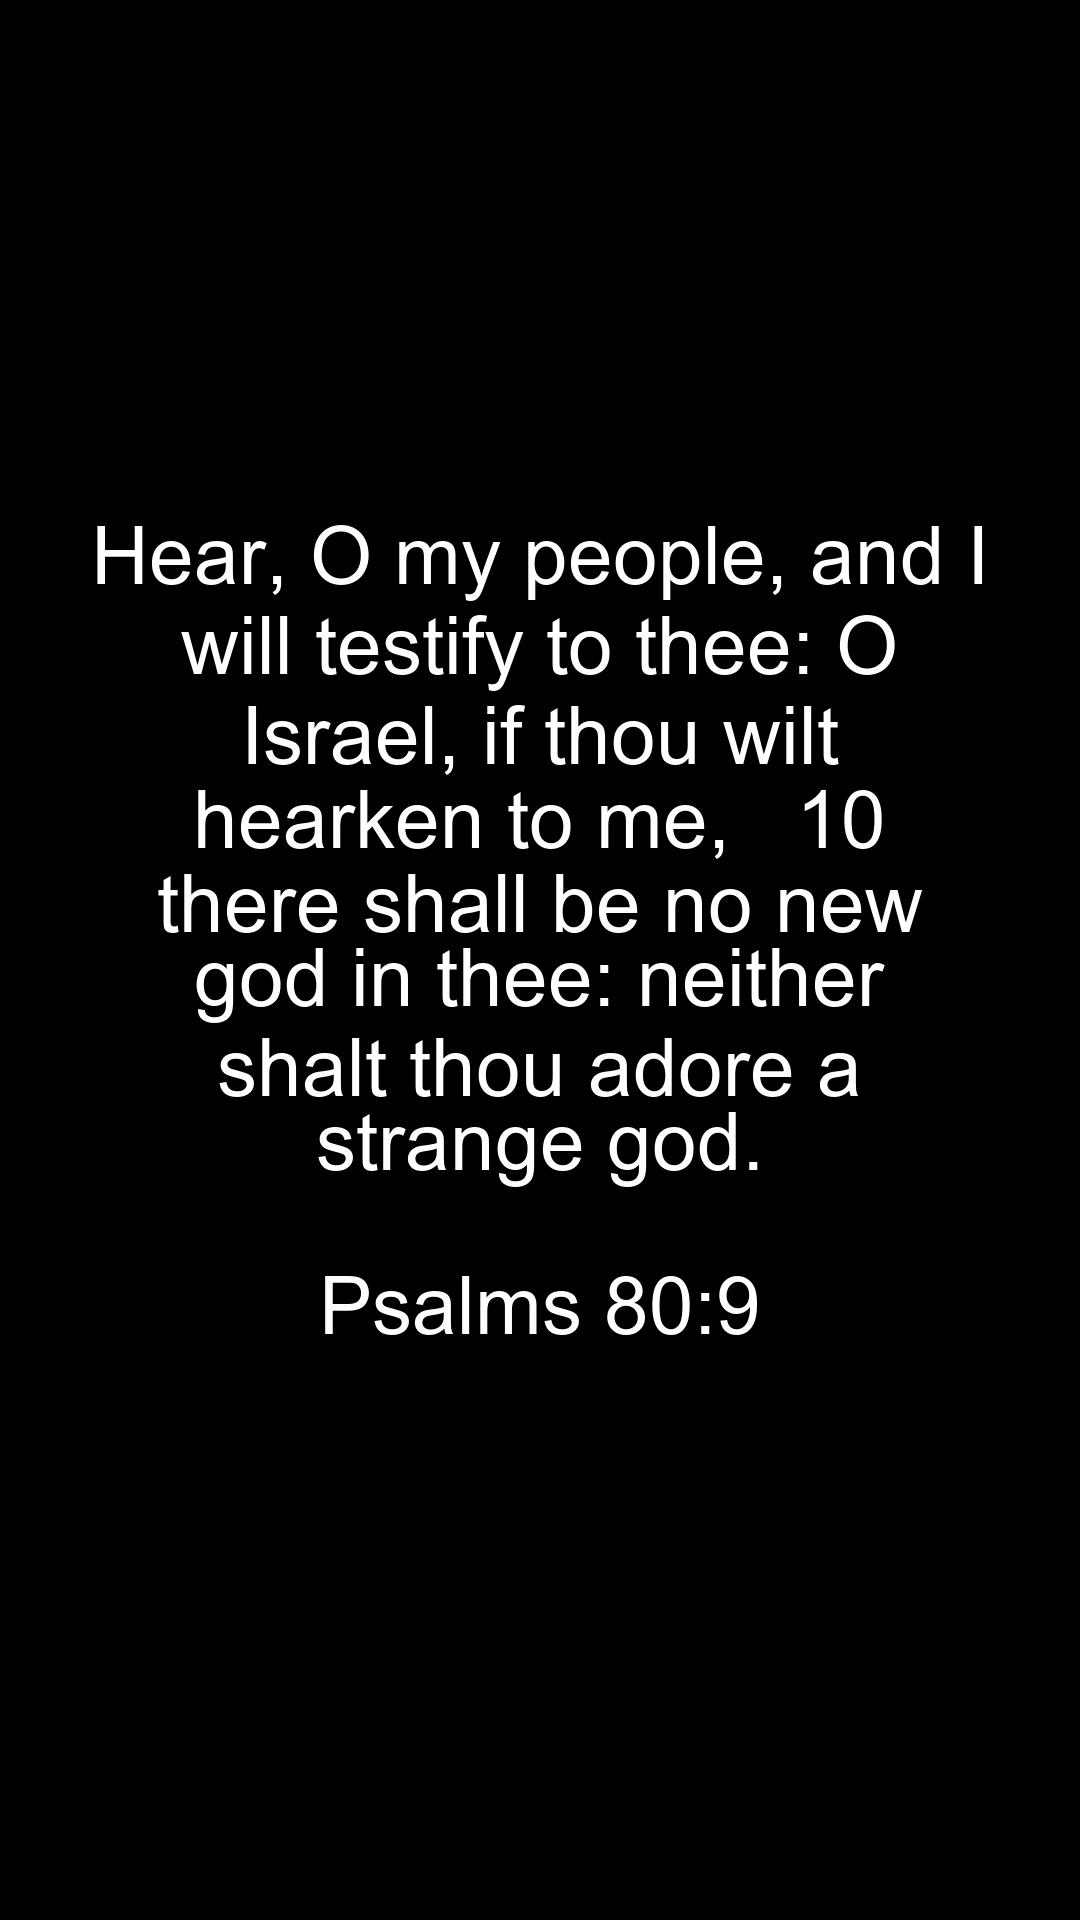 Hear, O my people, and I
will testify to thee: O
Israel, if thou wilt
hearken to me,   10
there shall be no new
god in thee: neither
shalt thou adore a
strange god.
Psalms 80:9